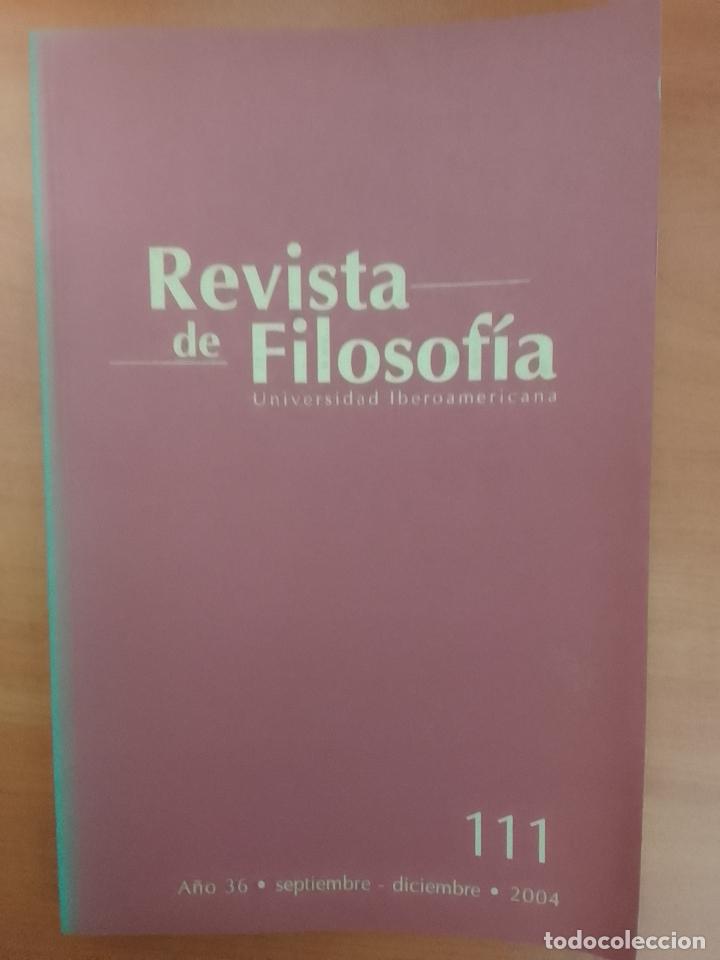 Revista
de Filosofía
Universidad Iberoamericana
111
Año 36 • septiembre - diciembre • 2004
todocoleccion